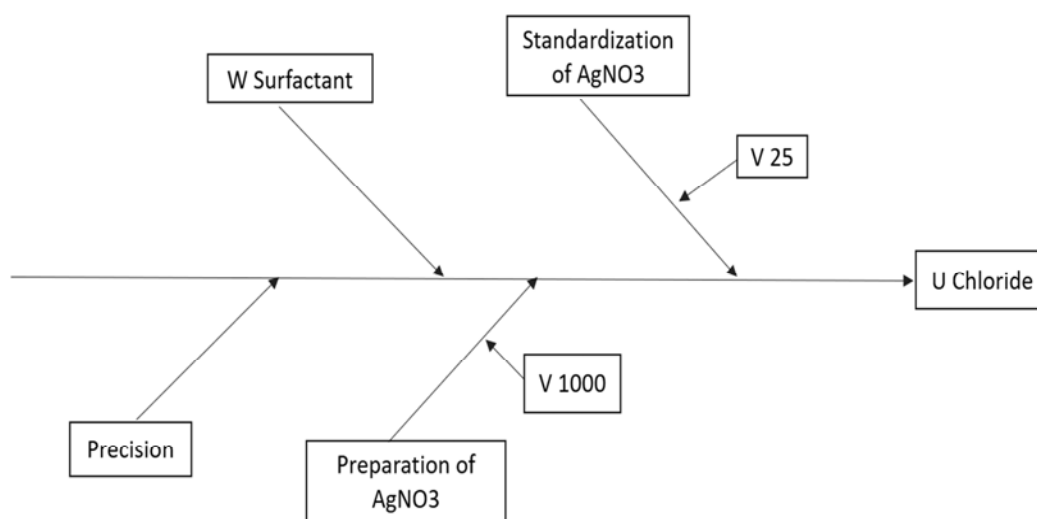 Standardization
of AgNO3
W Surfactant
V 25
U Chloride
V 1000
Precision
Preparation of
AgNO3